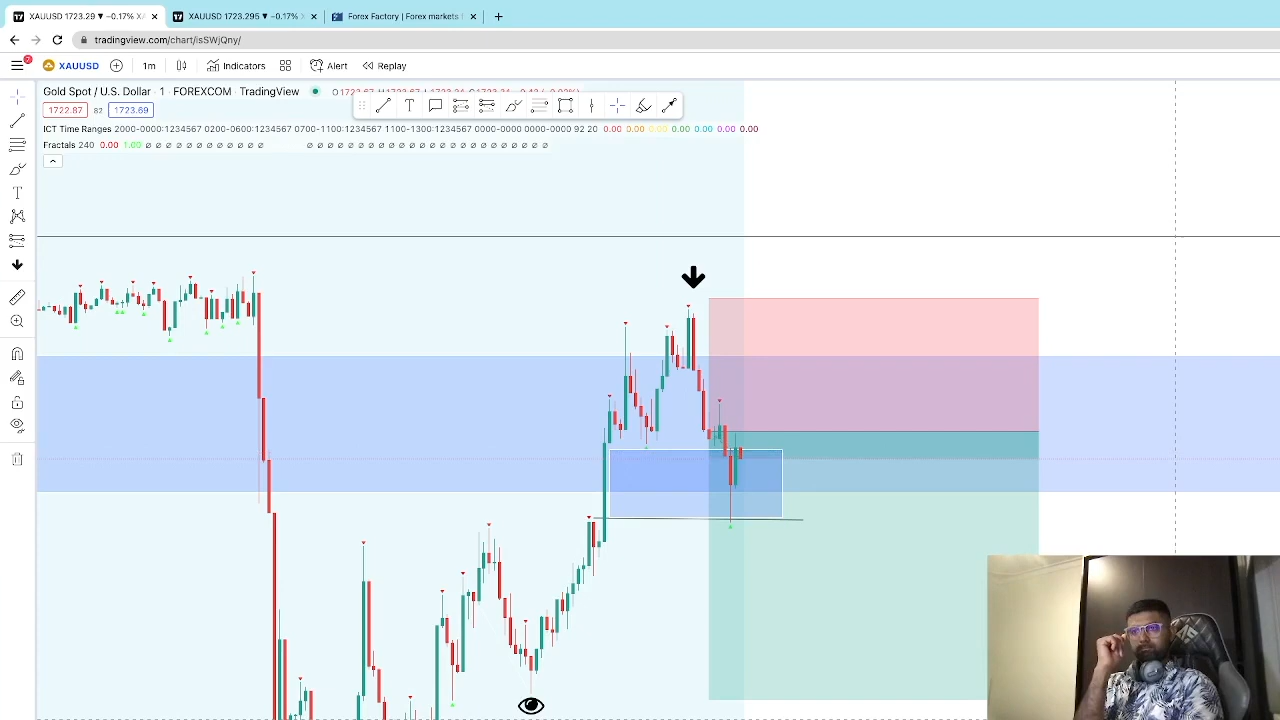 XAUUSD 1723.29 ▼ −0.17% XA
XAUUSD 1723.295 ▼ −0.17% X
Forex Factory | Forex markets f
tradingview.com/chart/isSWjQny/
7
XAUUSD
1m
Indicators
Alert
Replay
Gold Spot / U.S. Dollar · 1 · FOREXCOM · TradingView
1722.87 82 1723.69
ICT Time Ranges 2000-0000:1234567 0200-0600:1234567 0700-1100:1234567 1100-1300:1234567 0000-0000 0000-0000 92 20 0.00 0.00 0.00 0.00 0.00 0.00 0.00
Fractals 240 0.00 1.00 ∅ ∅ ∅ ∅ ∅ ∅ ∅ ∅ ∅ ∅ ∅ ∅ ∅ ∅ ∅ ∅ ∅ ∅ ∅ ∅ ∅ ∅ ∅ ∅ ∅ ∅ ∅ ∅ ∅ ∅ ∅